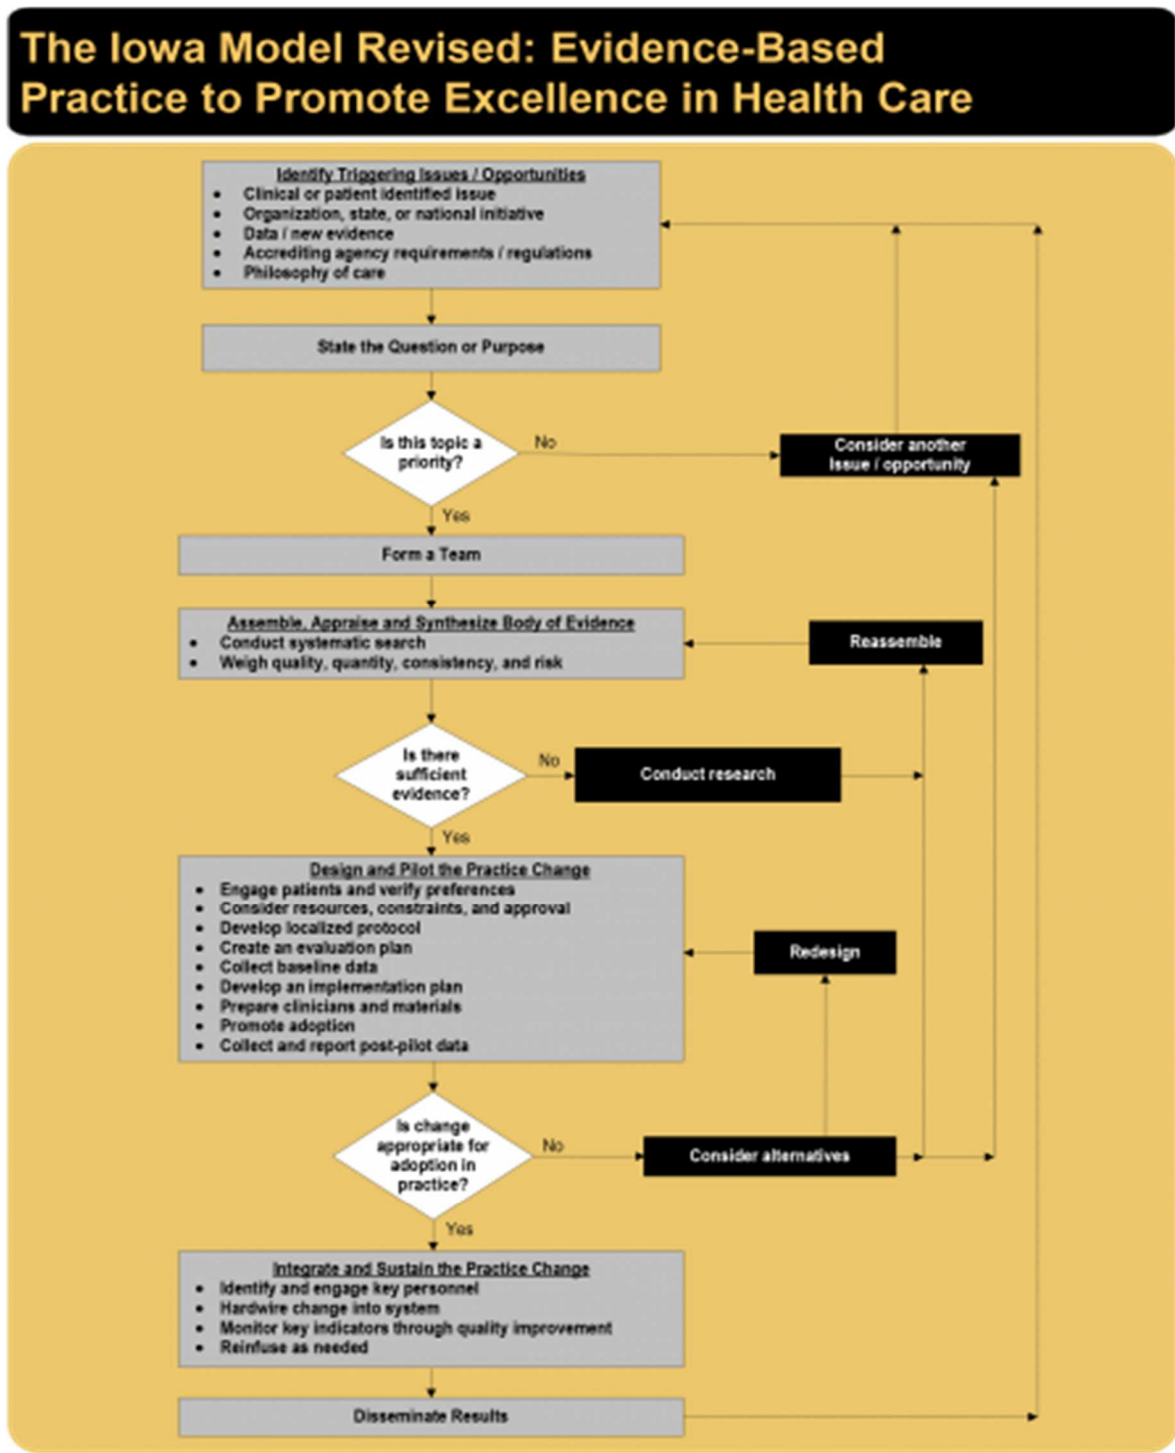 The Iowa Model Revised: Evidence-Based
Practice to Promote Excellence in Health Care
Identify Triggering Issues / Opportunities
• Clinical or patient identified issue
• Organization, state, or national initiative
• Data / new evidence
• Accrediting agency requirements / regulations
• Philosophy of care
State the Question or Purpose
Is this topic a
priority?
No
Consider another
Issue / opportunity
Yes
Form a Team
Assemble, Appraise and Synthesize Body of Evidence
• Conduct systematic search
• Weigh quality, quantity, consistency, and risk
Reassemble
Is there
sufficient
evidence?
No
Conduct research
Yes
Design and Pilot the Practice Change
• Engage patients and verify preferences
• Consider resources, constraints, and approval
• Develop localized protocol
• Create an evaluation plan
• Collect baseline data
• Develop an implementation plan
• Prepare clinicians and materials
• Promote adoption
• Collect and report post-pilot data
Redesign
Is change
appropriate for
adoption in
practice?
No
Consider alternatives
Yes
Integrate and Sustain the Practice Change
• Identify and engage key personnel
• Hardwire change into system
• Monitor key indicators through quality improvement
• Reinfuse as needed
Disseminate Results